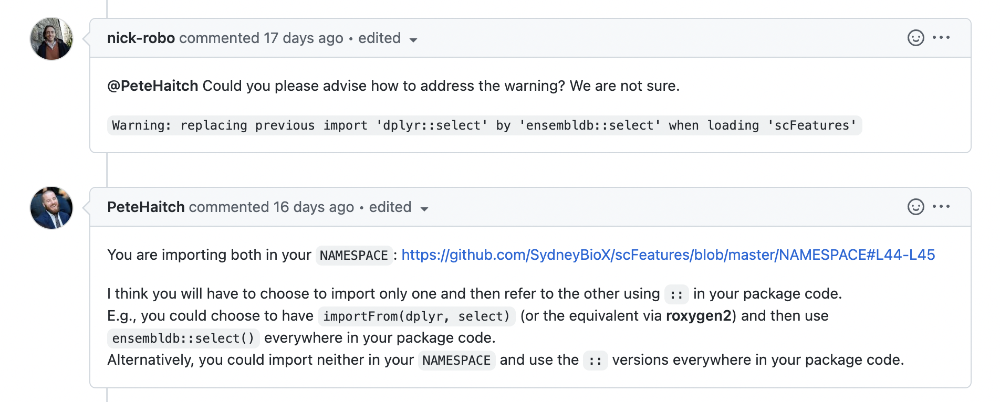 nick-robo commented 17 days ago • edited
@PeteHaitch Could you please advise how to address the warning? We are not sure.
Warning: replacing previous import 'dplyr::select' by 'ensembldb::select' when loading 'scFeatures'
PeteHaitch commented 16 days ago • edited
You are importing both in your NAMESPACE: https://github.com/SydneyBioX/scFeatures/blob/master/NAMESPACE#L44-L45
I think you will have to choose to import only one and then refer to the other using :: in your package code.
E.g., you could choose to have importFrom(dplyr, select) (or the equivalent via roxygen2) and then use
ensembldb::select() everywhere in your package code.
Alternatively, you could import neither in your NAMESPACE and use the :: versions everywhere in your package code.